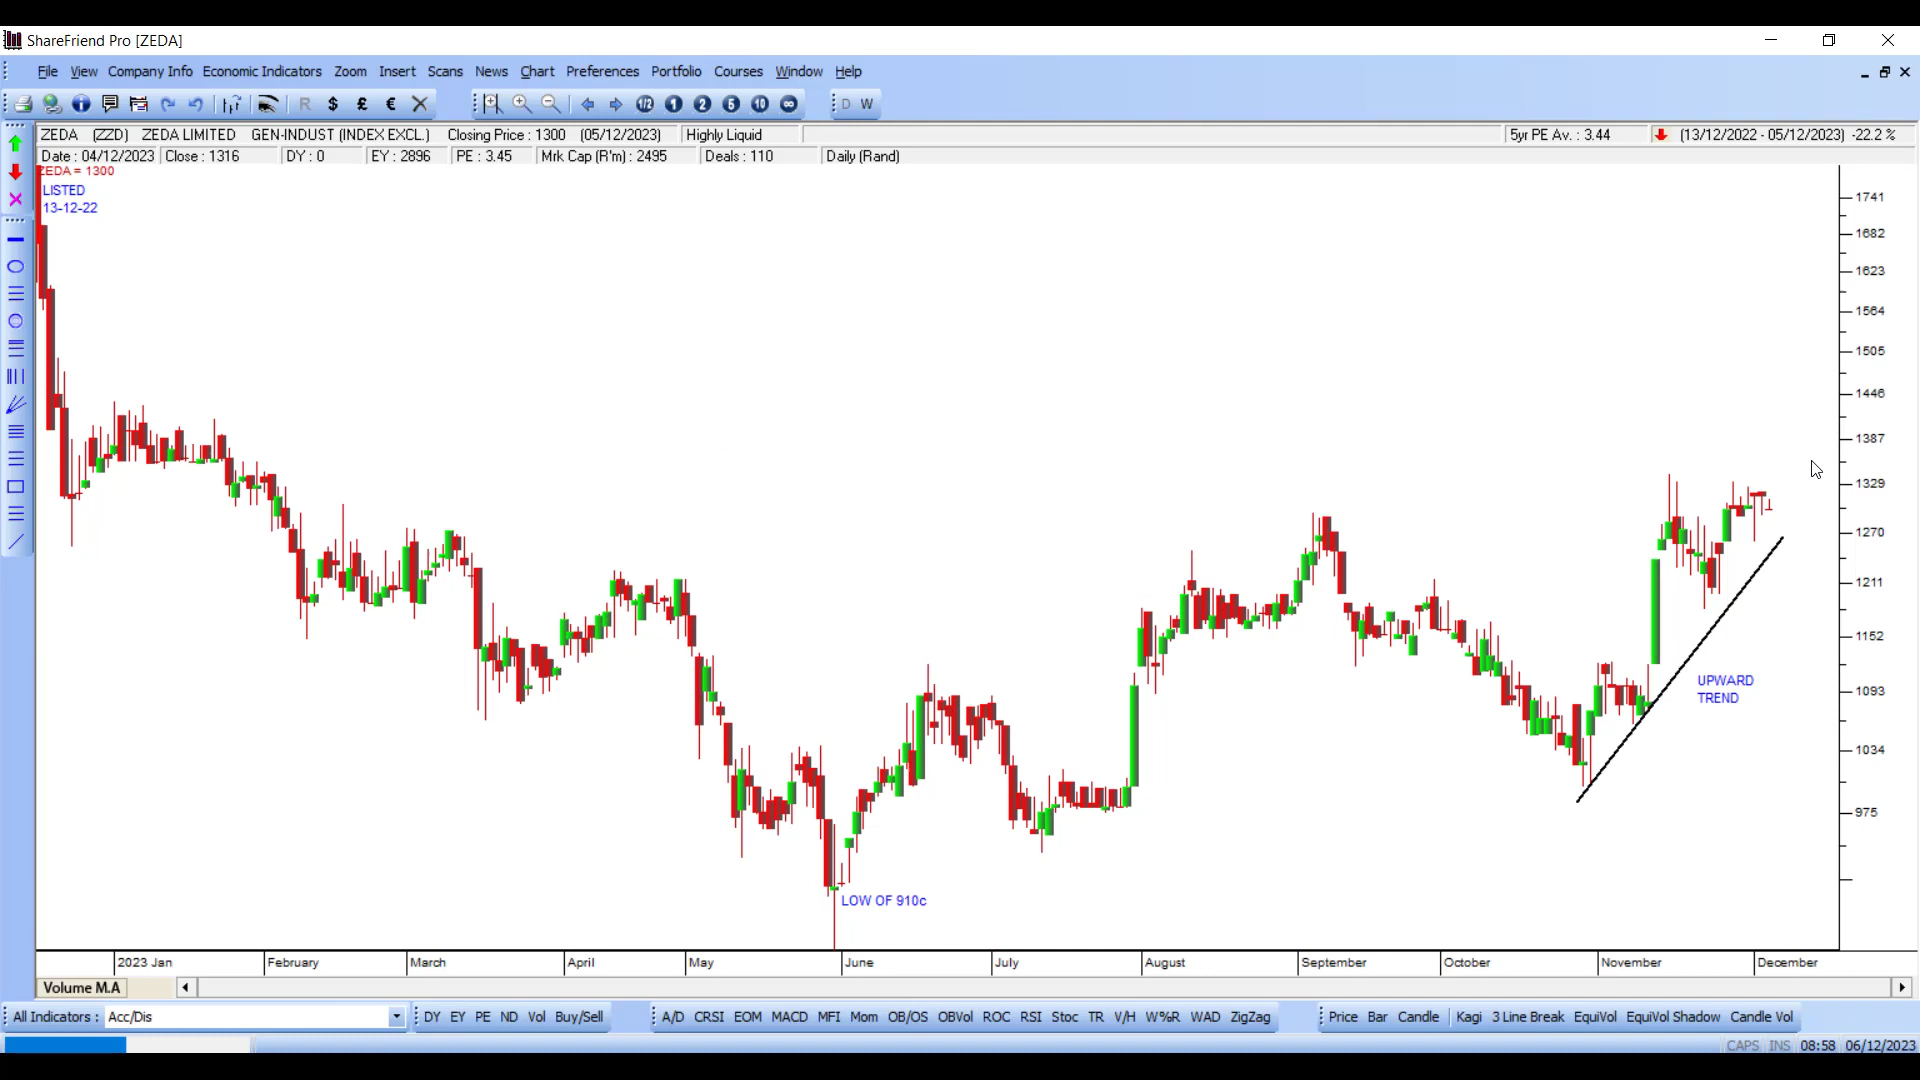 ShareFriend Pro [ZEDA]
File View Company Info Economic Indicators Zoom Insert Scans News Chart Preferences Portfolio Courses Window Help
R $ £ € 1/2 1 2 5 10 ∞ D W
ZEDA (ZZD) ZEDA LIMITED GEN-INDUST (INDEX EXCL.) Closing Price : 1300 (05/12/2023) Highly Liquid 5yr PE Av. : 3.44 (13/12/2022 - 05/12/2023) -22.2 %
Date : 04/12/2023 Close : 1316 DY : 0 EY : 2896 PE : 3.45 Mrk Cap (R'm) : 2495 Deals : 110 Daily (Rand)
ZEDA = 1300
LISTED
13-12-22
1741
1682
1623
1564
1505
1446
1387
1329
1270
1211
1152
1093
1034
975
UPWARD
TREND
LOW OF 910c
2023 Jan February March April May June July August September October November December
Volume M.A
All Indicators : Acc/Dis DY EY PE ND Vol Buy/Sell A/D CRSI EOM MACD MFI Mom OB/OS OBVol ROC RSI Stoc TR V/H W%R WAD ZigZag Price Bar Candle Kagi 3 Line Break EquiVol EquiVol Shadow Candle Vol
CAPS INS 08:58 06/12/2023